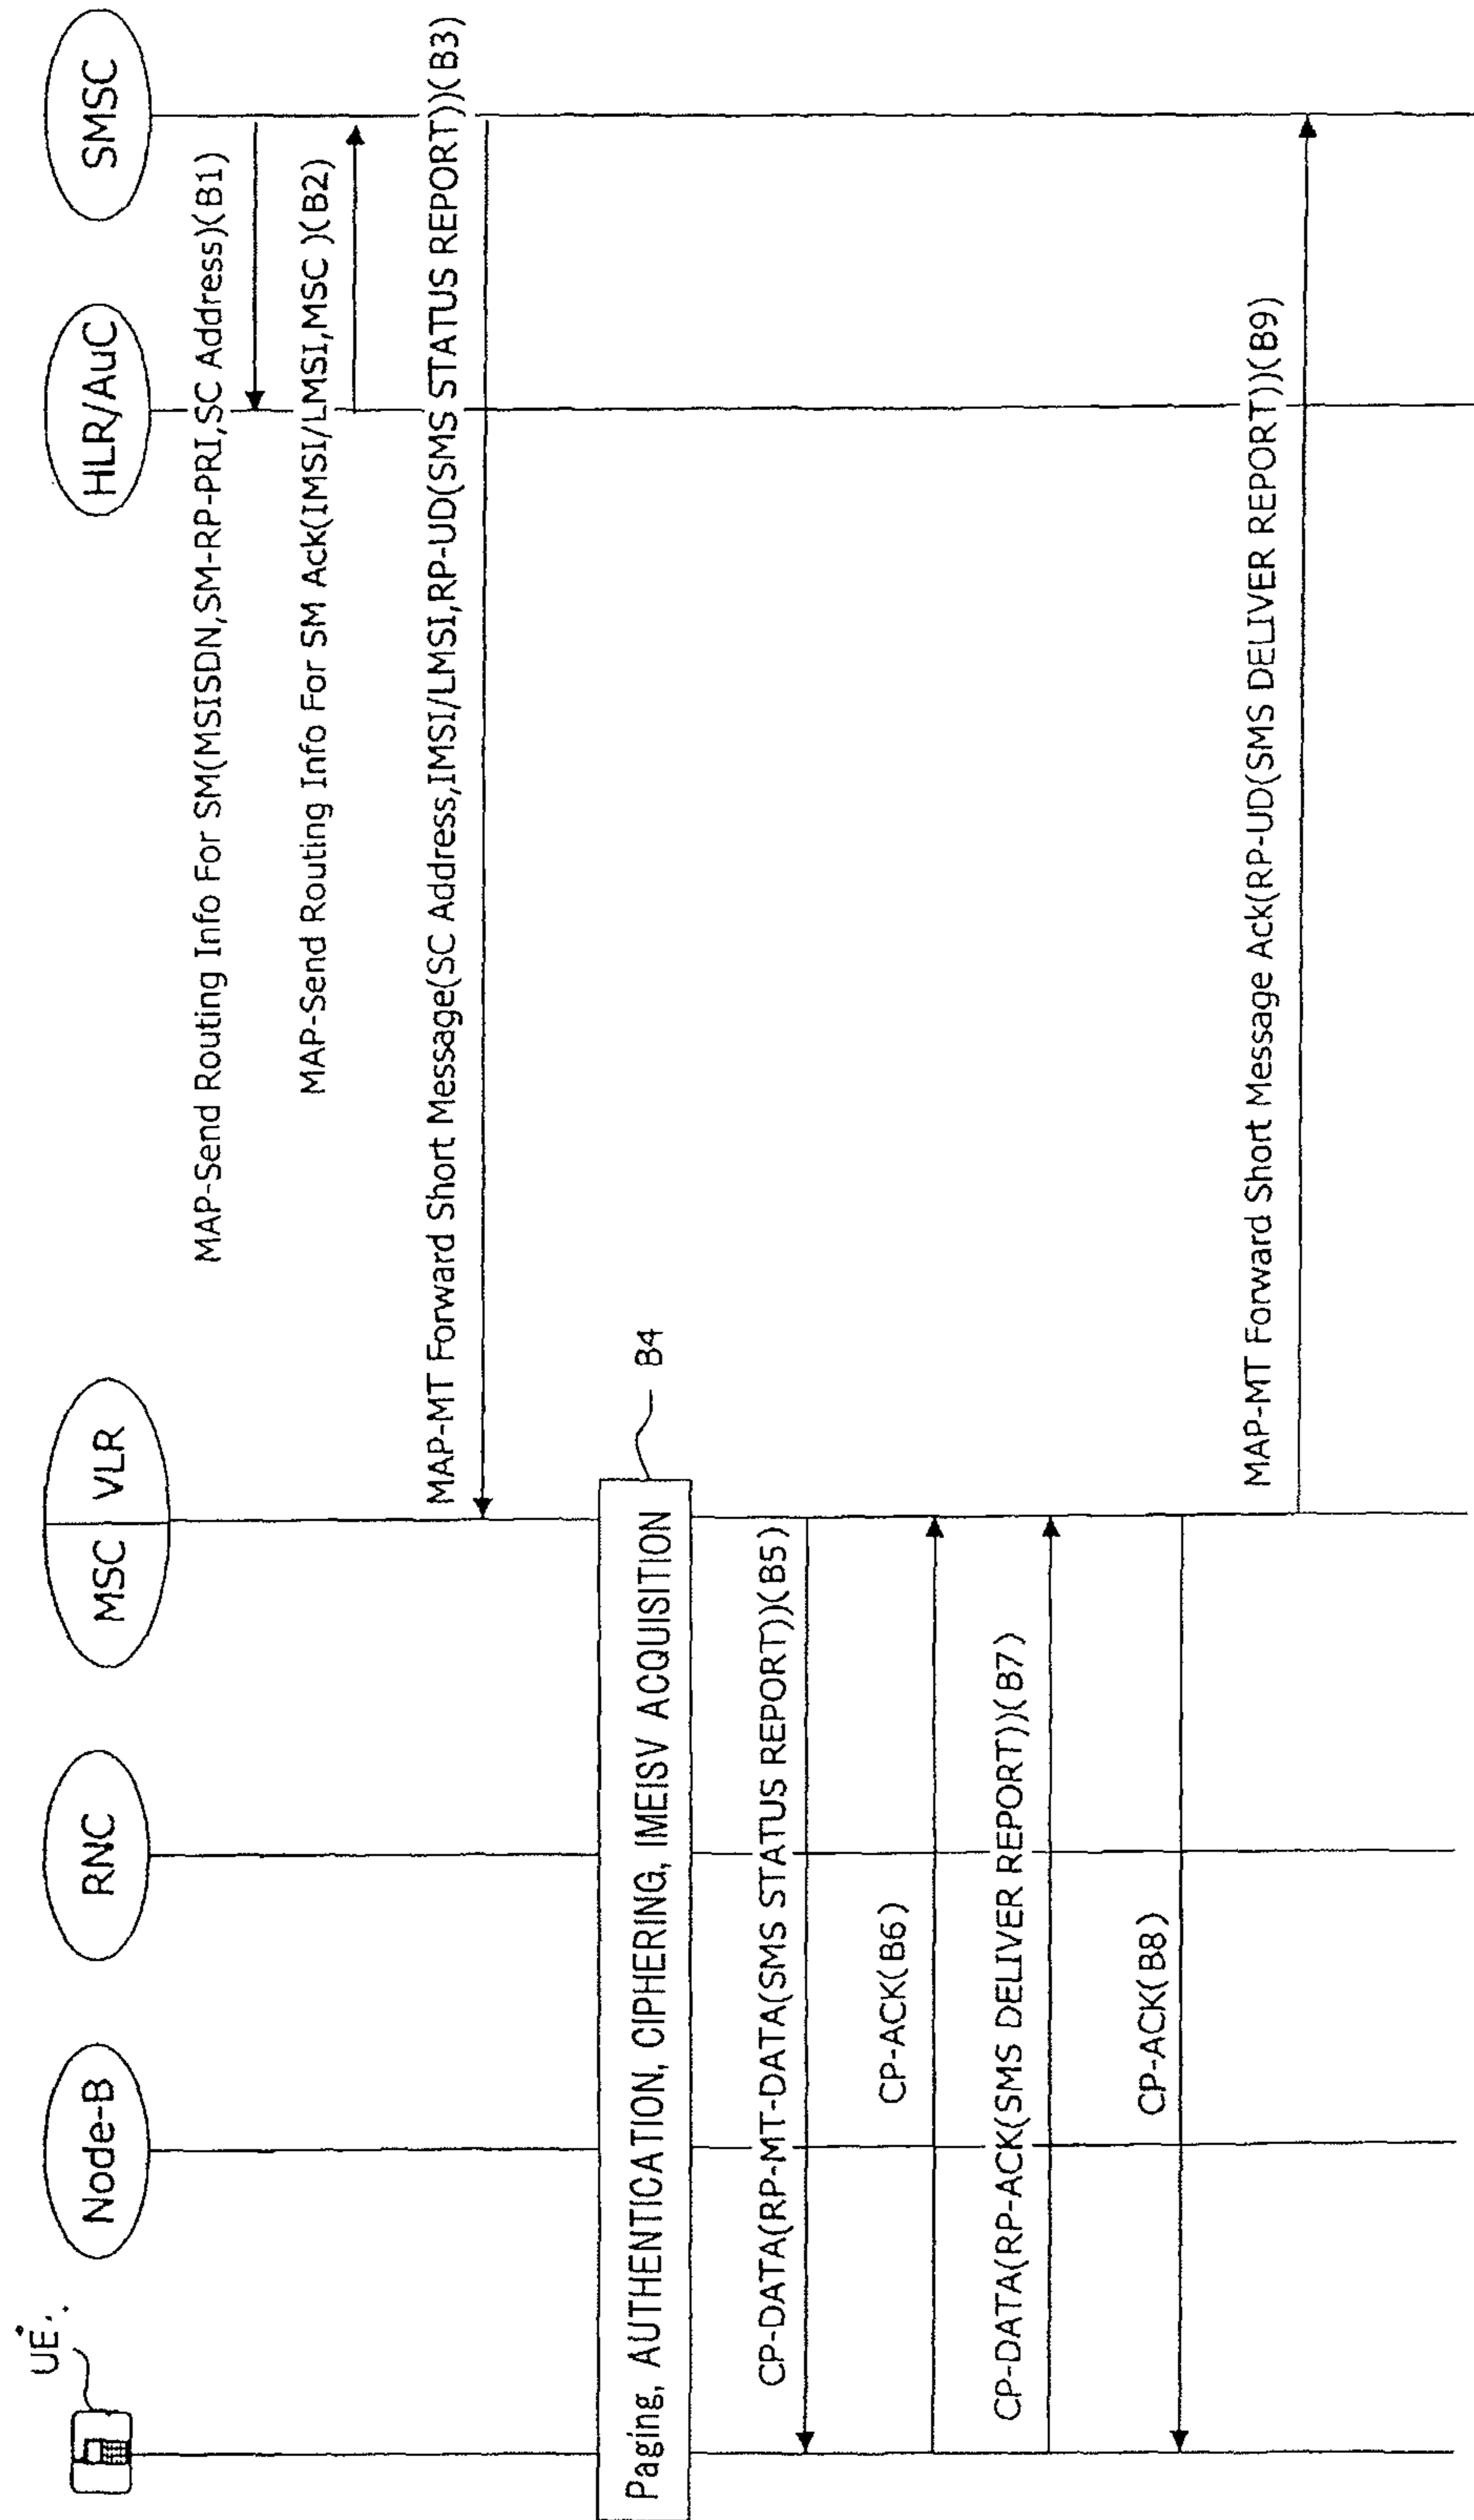 UE
Node-B
RNC
MSC VLR
HLR/AuC
SMSC
MAP-Send Routing Info For SM(MSISDN,SM-RP-PRI,SC Address)(B1)
MAP-Send Routing Info For SM Ack(IMSI/LMSI,MSC )(B2)
MAP-MT Forward Short Message(SC Address,IMSI/LMSI,RP-UD(SMS STATUS REPORT))(B3)
B4
Paging, AUTHENTICATION, CIPHERING, IMEISV ACQUISITION
CP-DATA(RP-MT-DATA(SMS STATUS REPORT))(B5)
CP-ACK(B6)
CP-DATA(RP-ACK(SMS DELIVER REPORT))(B7)
CP-ACK(B8)
MAP-MT Forward Short Message Ack(RP-UD(SMS DELIVER REPORT))(B9)